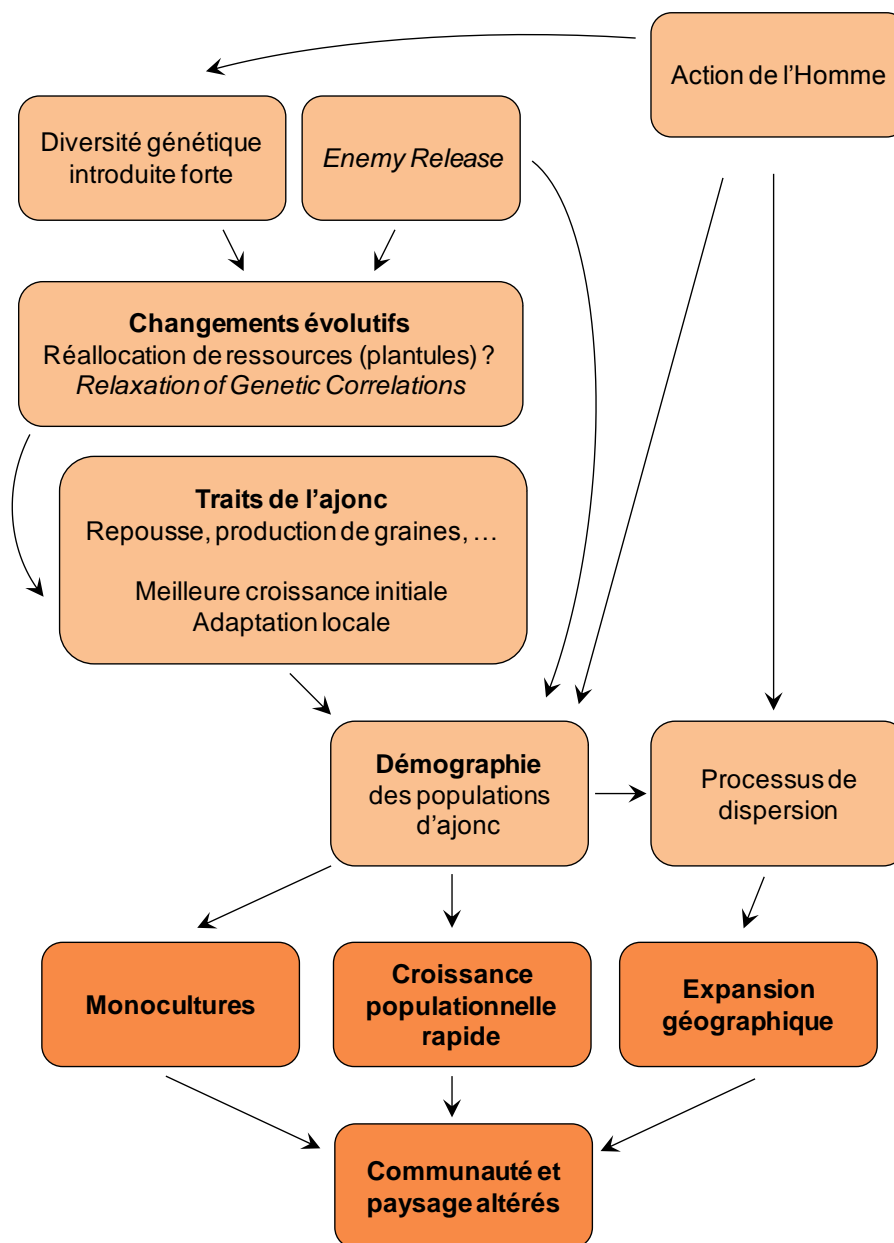 Action de l’Homme
Diversité génétique
introduite forte
Enemy Release
Changements évolutifs
Réallocation de ressources (plantules) ?
Relaxation of Genetic Correlations
Traits de l’ajonc
Repousse, production de graines, …
Meilleure croissance initiale
Adaptation locale
Démographie
des populations
d’ajonc
Processus de
dispersion
Monocultures
Croissance
populationnelle
rapide
Expansion
géographique
Communauté et
paysage altérés